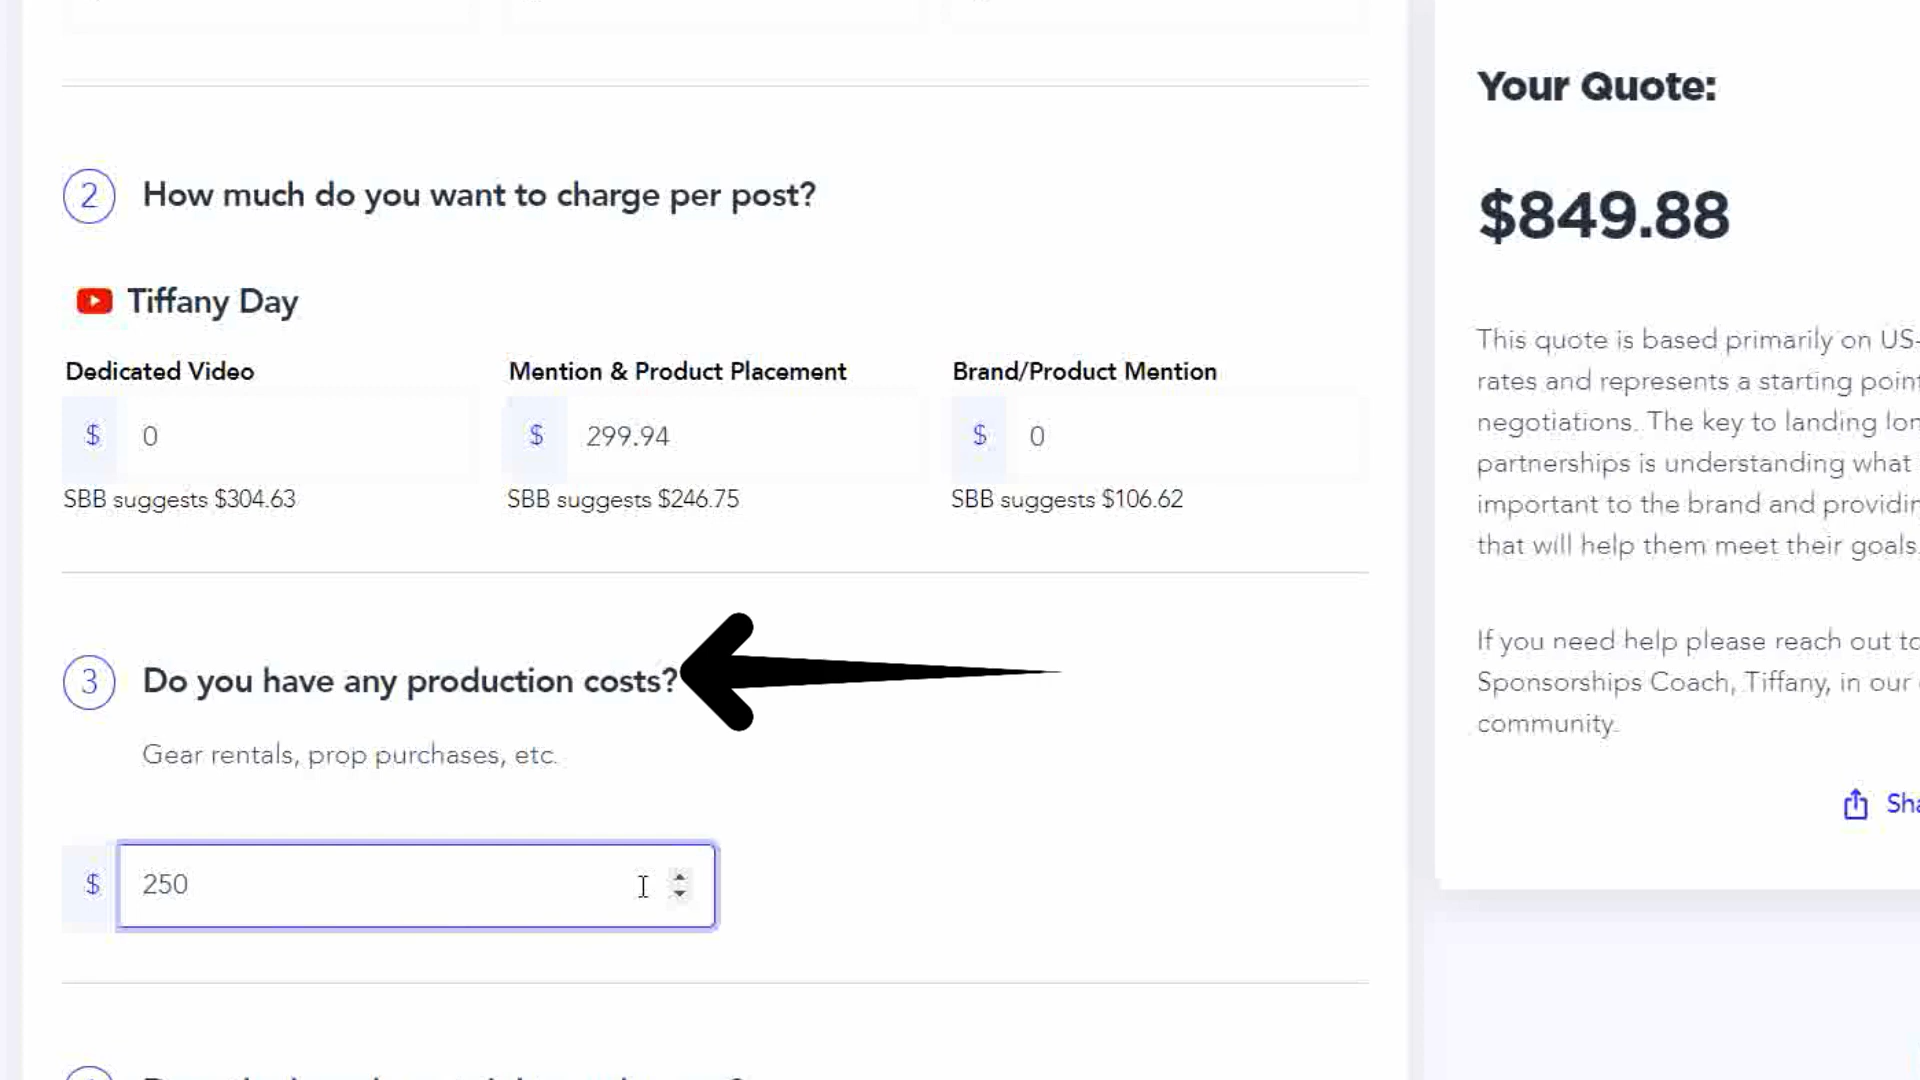 Your Quote:
2 How much do you want to charge per post?
$849.88
Tiffany Day
This quote is based primarily on US-
Dedicated Video Mention & Product Placement Brand/Product Mention
rates and represents a starting point
$ 0 $ 299.94 $ 0
negotiations. The key to landing
partnerships is understanding what
SBB suggests $304.63 SBB suggests $246.75 SBB suggests $106.62
important to the brand and
that will help them meet their goals.
3 Do you have any production costs?
If you need help please reach out to
Sponsorships Coach, Tiffany, in our
community.
Gear rentals, prop purchases, etc.
$ 250